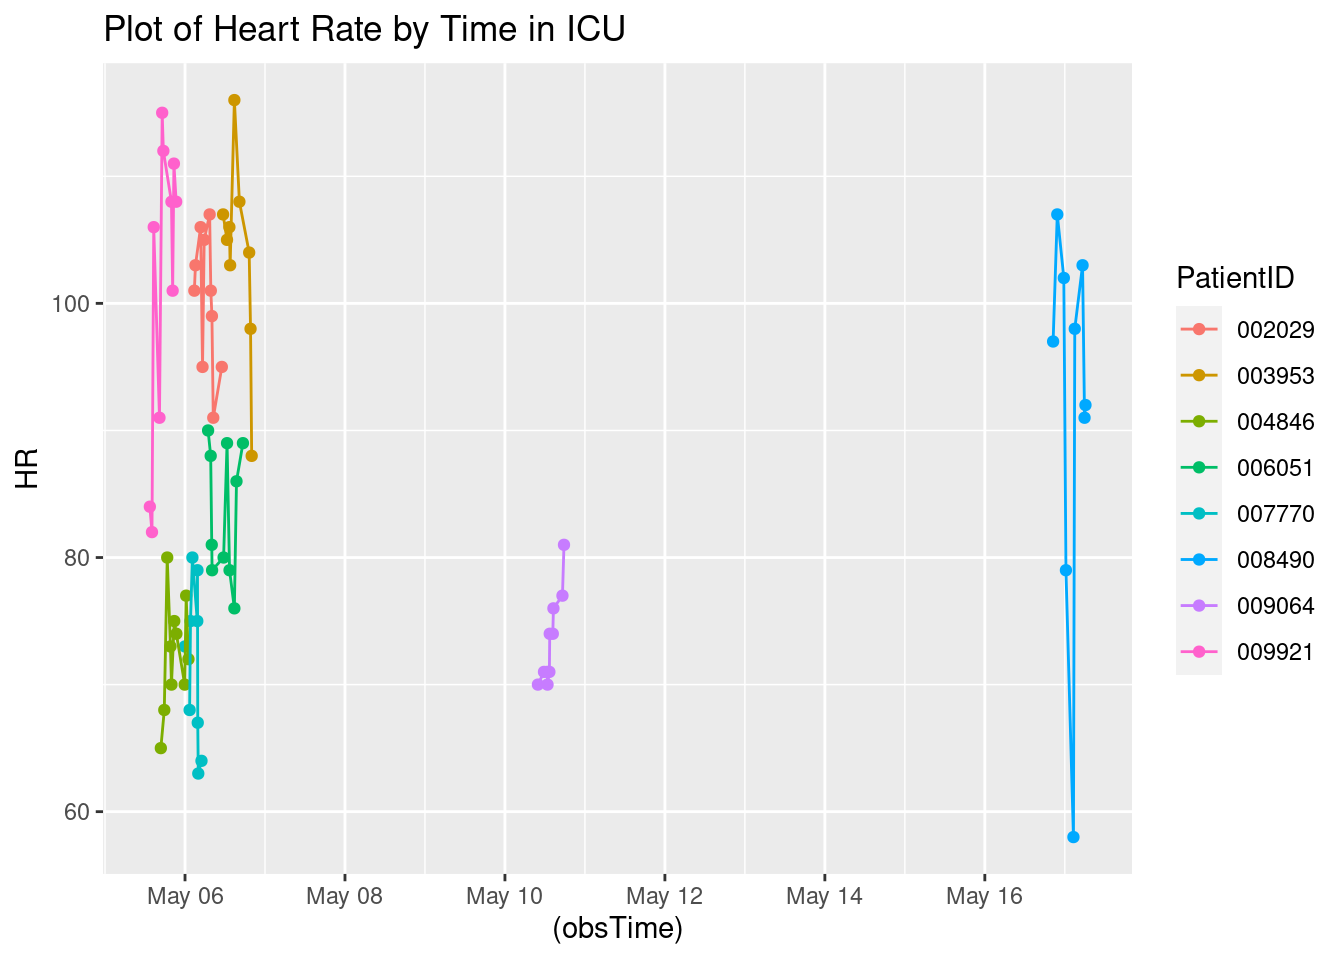 Plot of Heart Rate by Time in ICU
HR
100
80
60
May 06
May 08
May 10
May 12
May 14
May 16
(obsTime)
PatientID
002029
003953
004846
006051
007770
008490
009064
009921